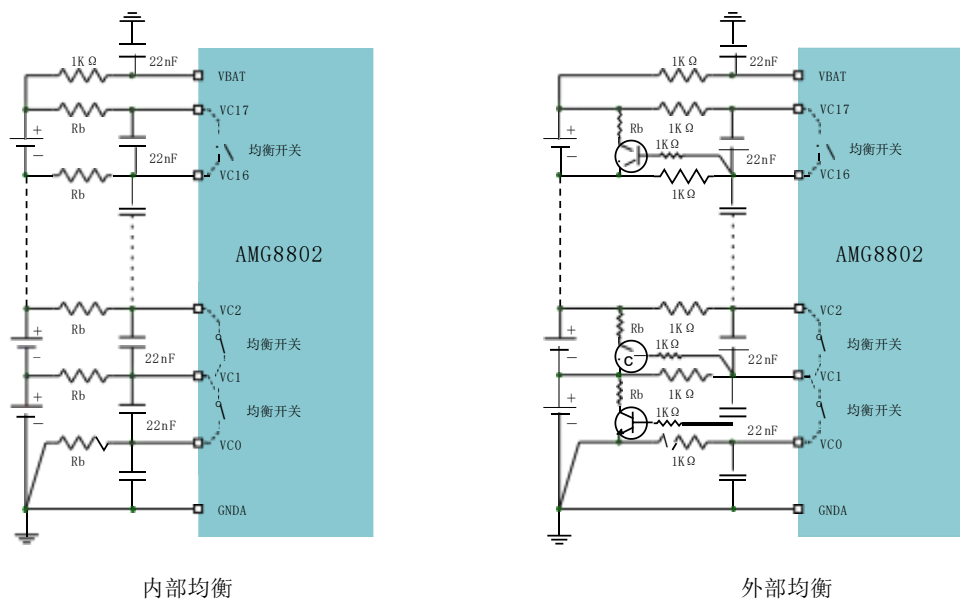 1KΩ
22nF
VBAT
VC17
Rb
均衡开关
22nF
Rb
VC16
AMG8802
VC2
Rb
均衡开关
22nF
VC1
Rb
均衡开关
22nF
VC0
Rb
GNDA
内部均衡
1KΩ
22nF
VBAT
VC17
Rb
1KΩ
1KΩ
均衡开关
22nF
VC16
1KΩ
AMG8802
VC2
Rb
1KΩ
1KΩ
均衡开关
C
22nF
VC1
Rb
1KΩ
1KΩ
均衡开关
22nF
VC0
1KΩ
GNDA
外部均衡